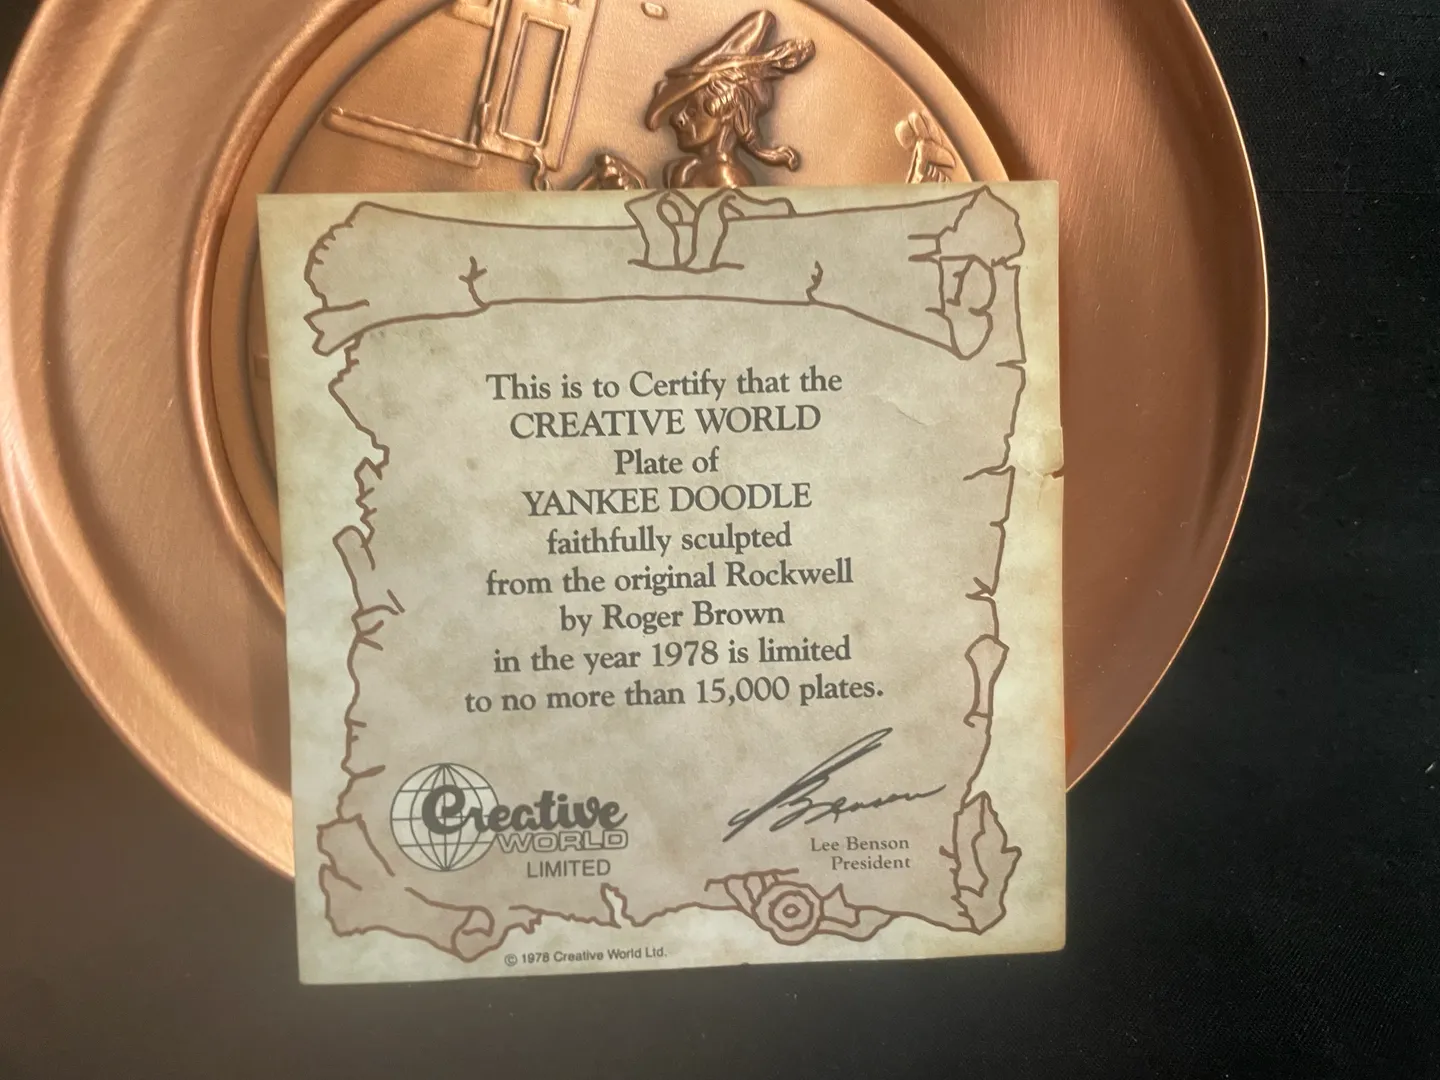 This is to Certify that the
CREATIVE WORLD
Plate of
YANKEE DOODLE
faithfully sculpted
from the original Rockwell
by Roger Brown
in the year 1978 is limited
to no more than 15,000 plates.
Benson
Lee Benson
President
Creative
WORLD
LIMITED
© 1978 Creative World Ltd.